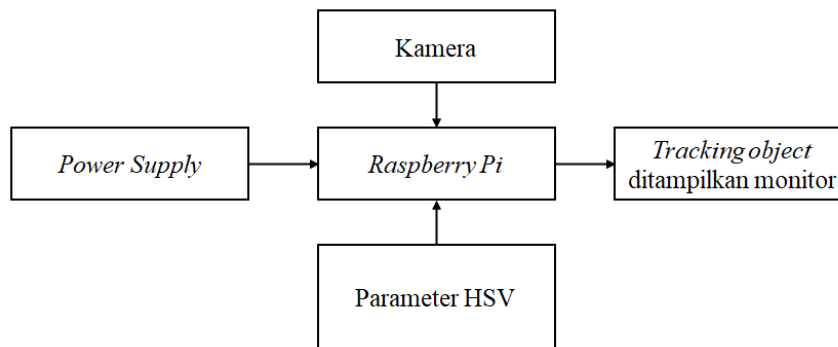 Kamera
Power Supply
Raspberry Pi
Tracking object
ditampilkan monitor
Parameter HSV